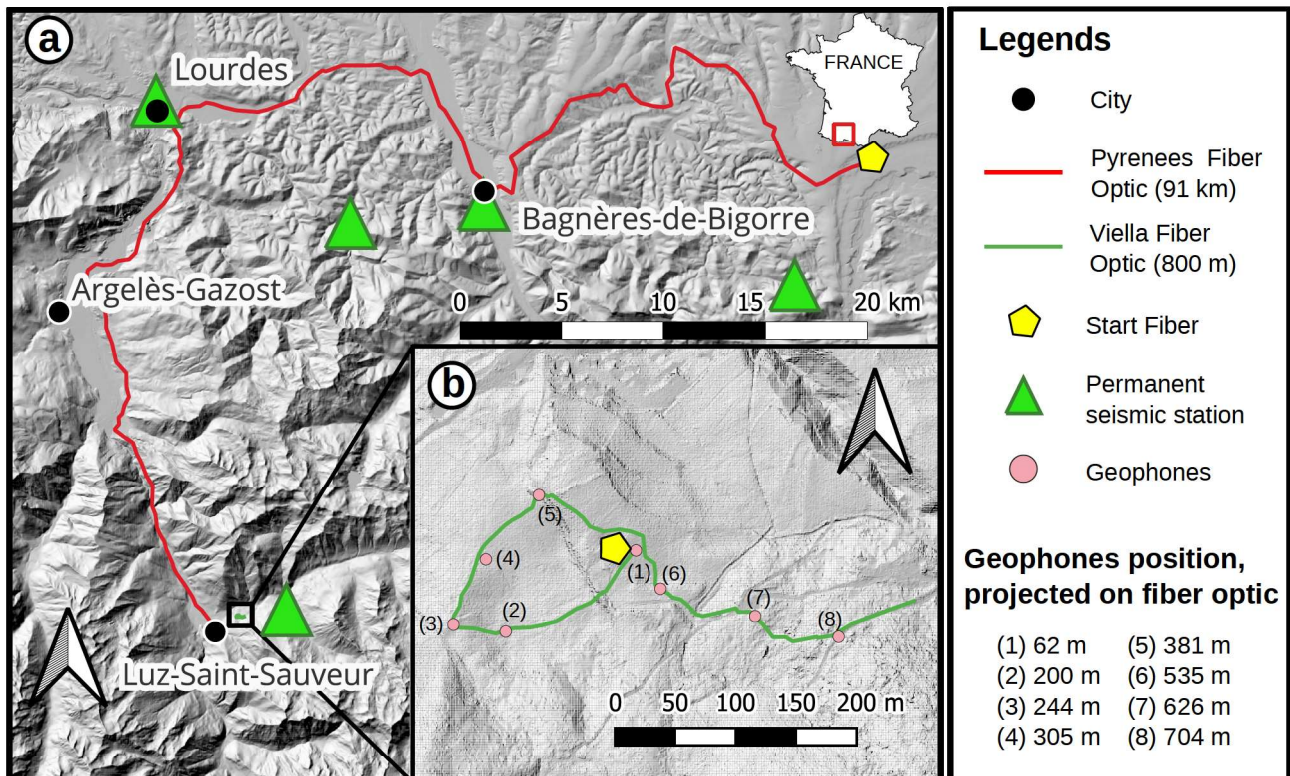 a
Lourdes
FRANCE
Bagnères-de-Bigorre
Argelès-Gazost
0 5 10 15 20 km
Luz-Saint-Sauveur
b
(5)
(4)
(1)
(6)
(3)
(2)
(7)
(8)
0 50 100 150 200 m
Legends
City
Pyrenees Fiber
Optic (91 km)
Viella Fiber
Optic (800 m)
Start Fiber
Permanent
seismic station
Geophones
Geophones position,
projected on fiber optic
(1) 62 m (5) 381 m
(2) 200 m (6) 535 m
(3) 244 m (7) 626 m
(4) 305 m (8) 704 m